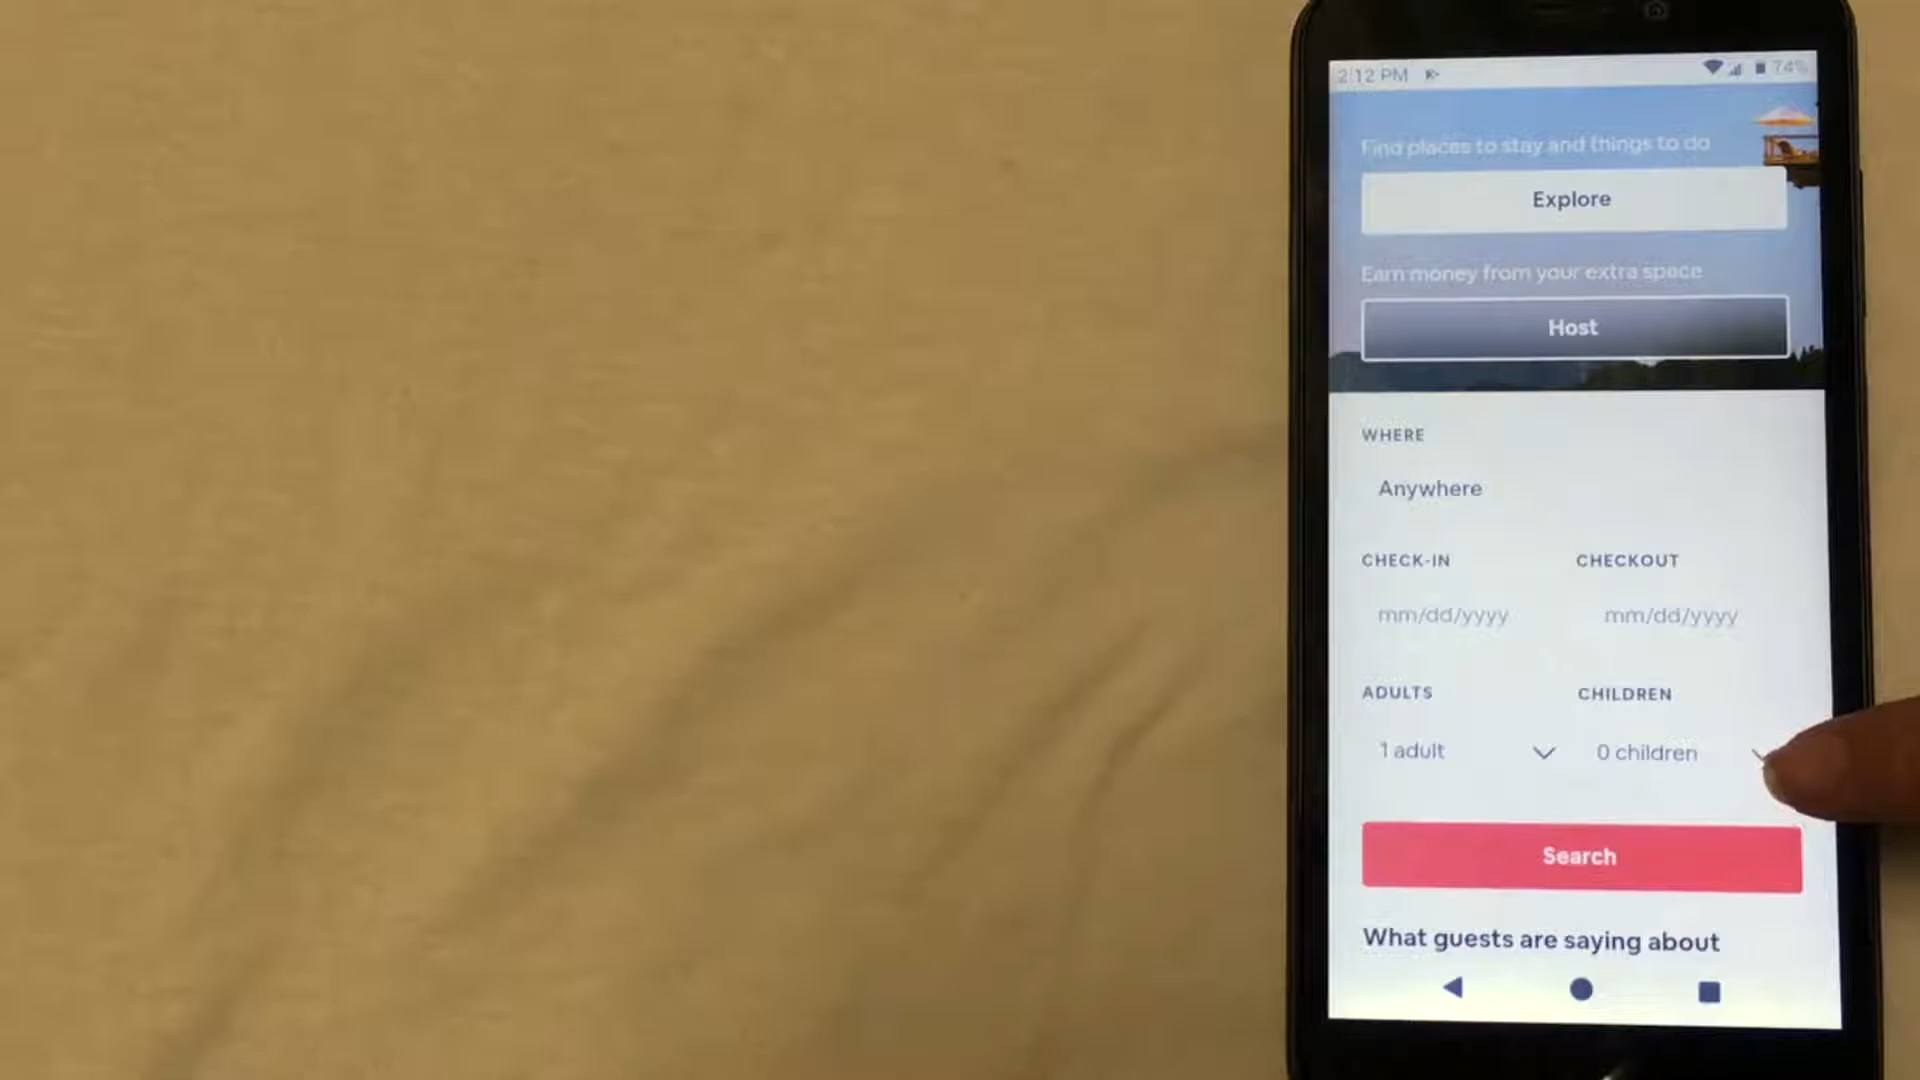 2:12 PM 74%
Find places to stay and things to do
Explore
Earn money from your extra space
Host
WHERE
Anywhere
CHECK-IN CHECKOUT
mm/dd/yyyy mm/dd/yyyy
ADULTS CHILDREN
1 adult 0 children
Search
What guests are saying about